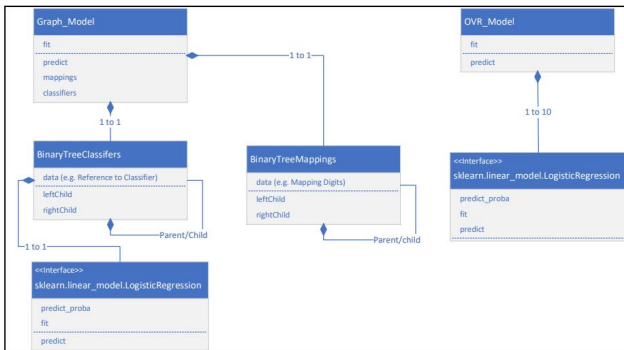 Graph_Model
fit
predict
mappings
classifiers
OVR_Model
fit
predict
1 to 1
1 to 1
1 to 10
BinaryTreeClassifers
data (e.g. Reference to Classifier)
leftChild
rightChild
Parent/Child
BinaryTreeMappings
data (e.g. Mapping Digits)
leftChild
rightChild
Parent/child
<<Interface>>
sklearn.linear_model.LogisticRegression
predict_proba
fit
predict
1 to 1
<<Interface>>
sklearn.linear_model.LogisticRegression
predict_proba
fit
predict